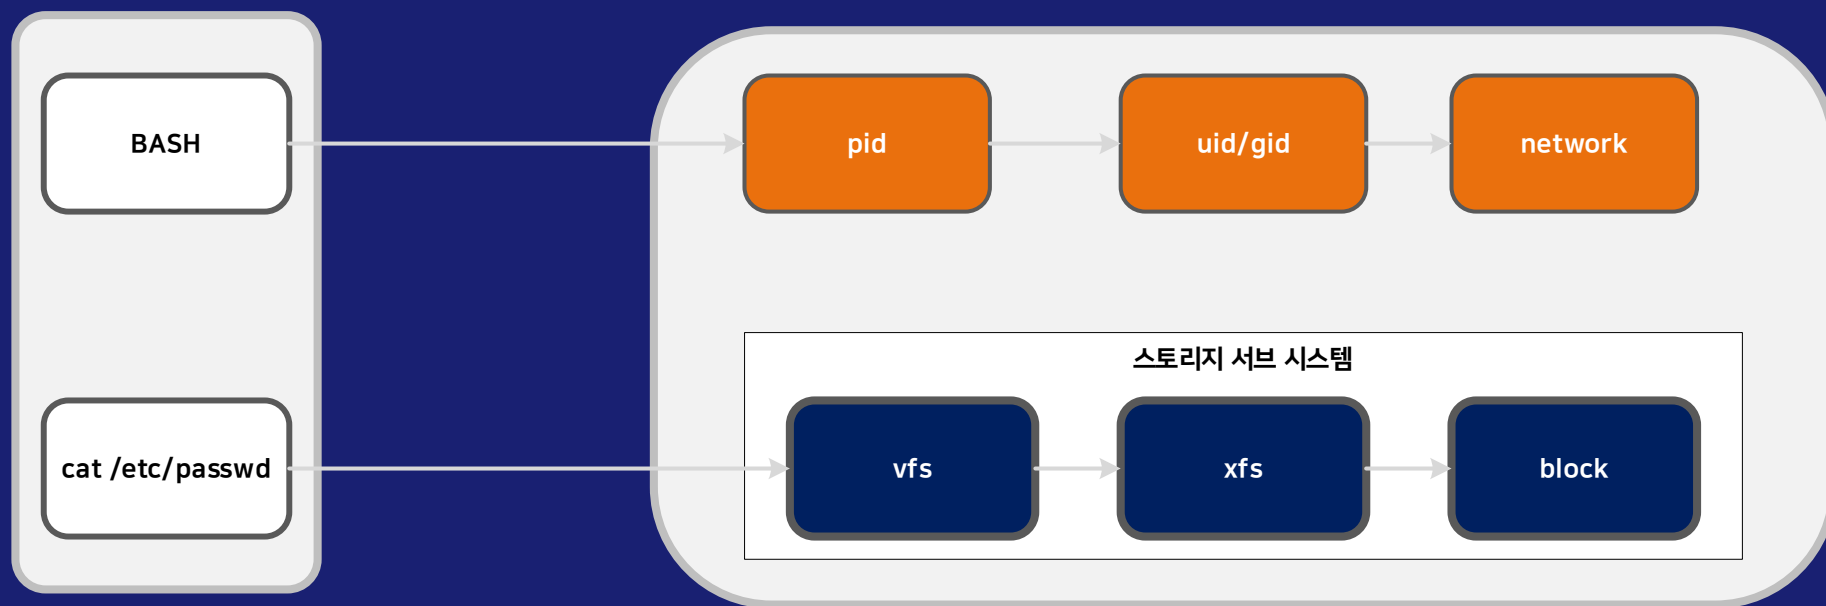 BASH
pid
uid/gid
network
스토리지 서브 시스템
cat /etc/passwd
vfs
xfs
block